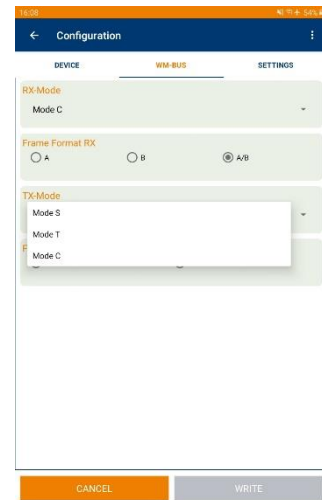 16:08 54%
← Configuration
DEVICE WM-BUS SETTINGS
RX-Mode
Mode C
Frame Format RX
A B A/B
TX-Mode
Mode S
Mode T
Mode C
F
CANCEL WRITE